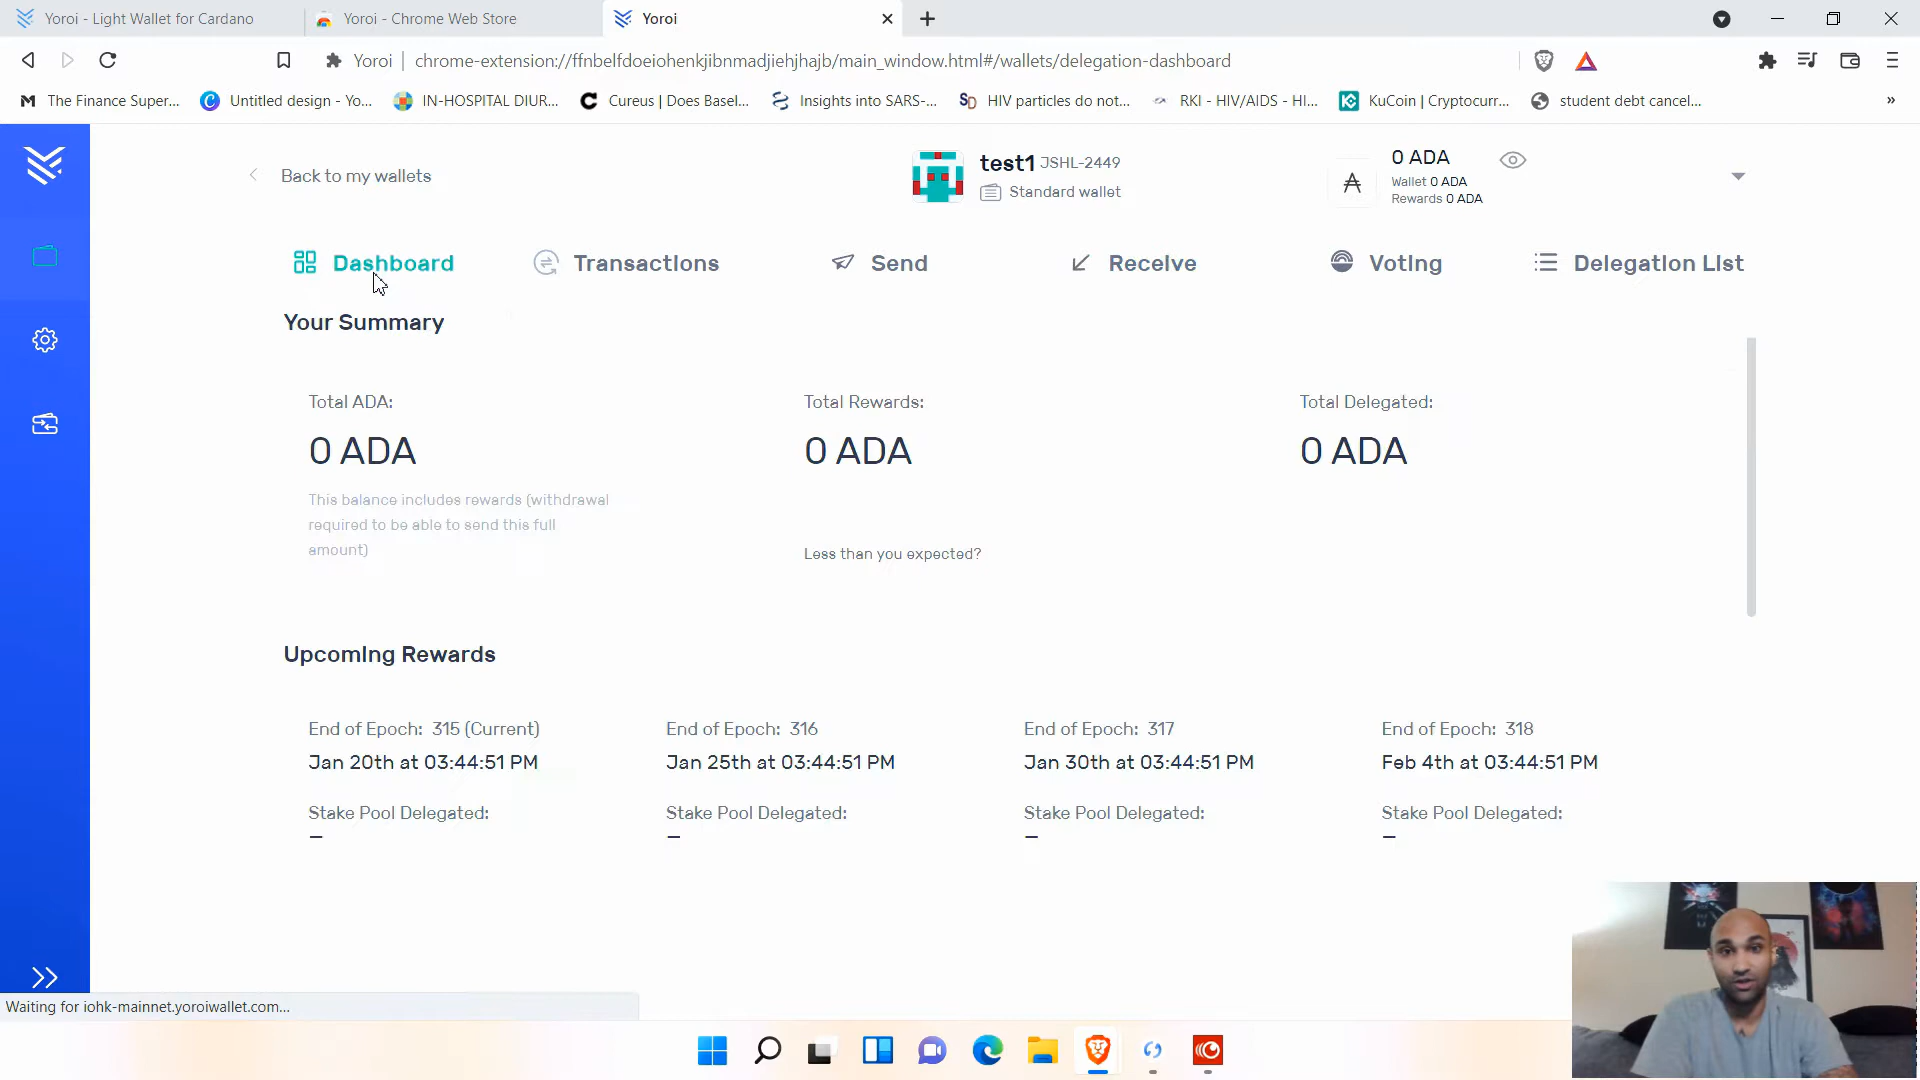 Yoroi - Light Wallet for Cardano
Yoroi - Chrome Web Store
Yoroi
Yoroi
chrome-extension://ffnbelfdoeiohenkjibnmadjiehjhajb/main_window.html#/wallets/delegation-dashboard
The Finance Super...
Untitled design - Yo...
IN-HOSPITAL DIUR...
Cureus | Does Basel...
Insights into SARS-...
HIV particles do not...
RKI - HIV/AIDS - HI...
KuCoin | Cryptocurr...
student debt cancel...
Back to my wallets
test1 JSHL-2449
Standard wallet
0 ADA
Wallet 0 ADA
Rewards 0 ADA
Dashboard
Transactions
Send
Receive
Voting
Delegation List
Your Summary
Total ADA:
0 ADA
This balance includes rewards (withdrawal
required to be able to send this full
amount)
Total Rewards:
0 ADA
Less than you expected?
Total Delegated:
0 ADA
Upcoming Rewards
End of Epoch: 315 (Current)
Jan 20th at 03:44:51 PM
Stake Pool Delegated:
–
End of Epoch: 316
Jan 25th at 03:44:51 PM
Stake Pool Delegated:
–
End of Epoch: 317
Jan 30th at 03:44:51 PM
Stake Pool Delegated:
–
End of Epoch: 318
Feb 4th at 03:44:51 PM
Stake Pool Delegated:
–
Waiting for iohk-mainnet.yoroiwallet.com...